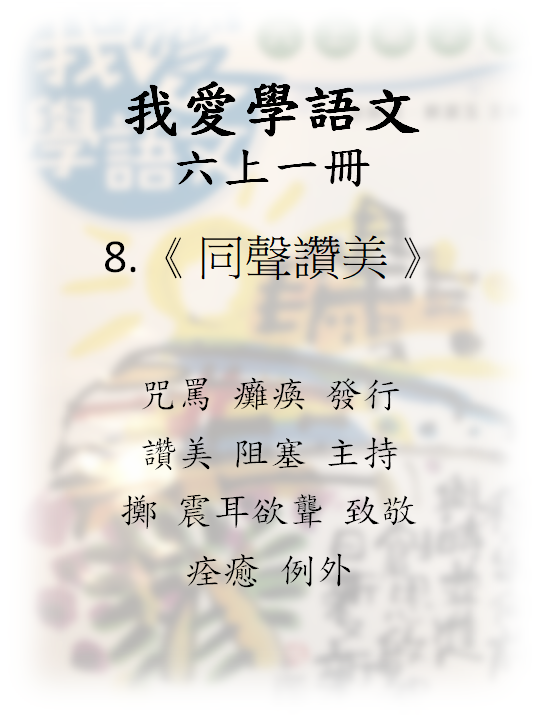 我愛學語文
六上一冊
8.《 同聲讚美 》
咒罵 癱瘓 發行
讚美 阻塞 主持
擲 震耳欲聾 致敬
痊癒 例外